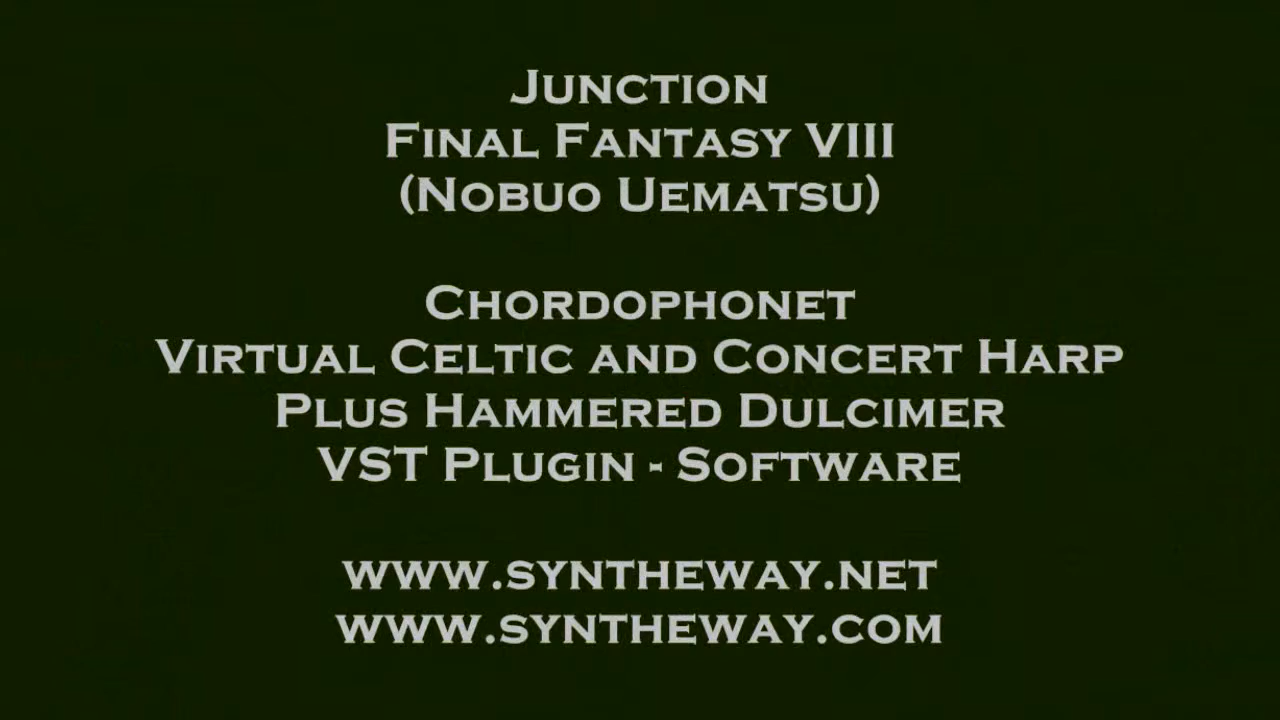 Junction
Final Fantasy VIII
(Nobuo Uematsu)
Chordophonet
Virtual Celtic and Concert Harp
Plus Hammered Dulcimer
VST Plugin - Software
www.syntheway.net
www.syntheway.com